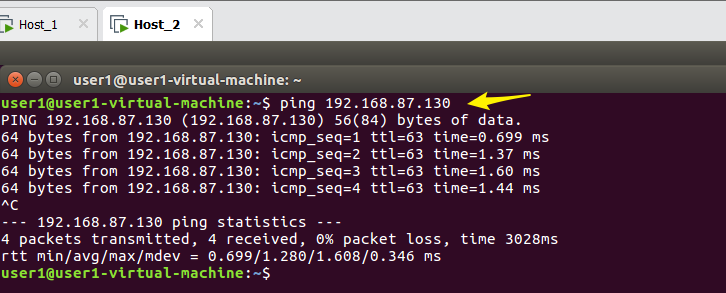 Host_1 × Host_2 ×
user1@user1-virtual-machine: ~
user1@user1-virtual-machine:~$ ping 192.168.87.130
PING 192.168.87.130 (192.168.87.130) 56(84) bytes of data.
64 bytes from 192.168.87.130: icmp_seq=1 ttl=63 time=0.699 ms
64 bytes from 192.168.87.130: icmp_seq=2 ttl=63 time=1.37 ms
64 bytes from 192.168.87.130: icmp_seq=3 ttl=63 time=1.60 ms
64 bytes from 192.168.87.130: icmp_seq=4 ttl=63 time=1.44 ms
^C
--- 192.168.87.130 ping statistics ---
4 packets transmitted, 4 received, 0% packet loss, time 3028ms
rtt min/avg/max/mdev = 0.699/1.280/1.608/0.346 ms
user1@user1-virtual-machine:~$